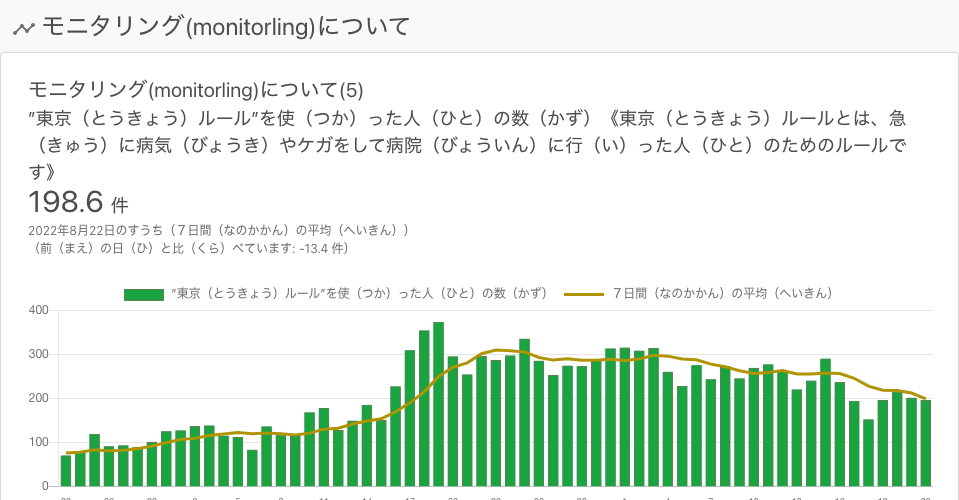 モニタリング(monitorling)について
モニタリング(monitorling)について(5)
”東京（とうきょう）ルール”を使（つか）った人（ひと）の数（かず）《東京（とうきょう）ルールとは、急
（きゅう）に病気（びょうき）やケガをして病院（びょういん）に行（い）った人（ひと）のためのルールで
す》
198.6 件
2022年8月22日のすうち（７日間（なのかかん）の平均（へいきん））
（前（まえ）の日（ひ）と比（くら）べています: -13.4 件）
”東京（とうきょう）ルール”を使（つか）った人（ひと）の数（かず） ７日間（なのかかん）の平均（へいきん）
400
300
200
100
0